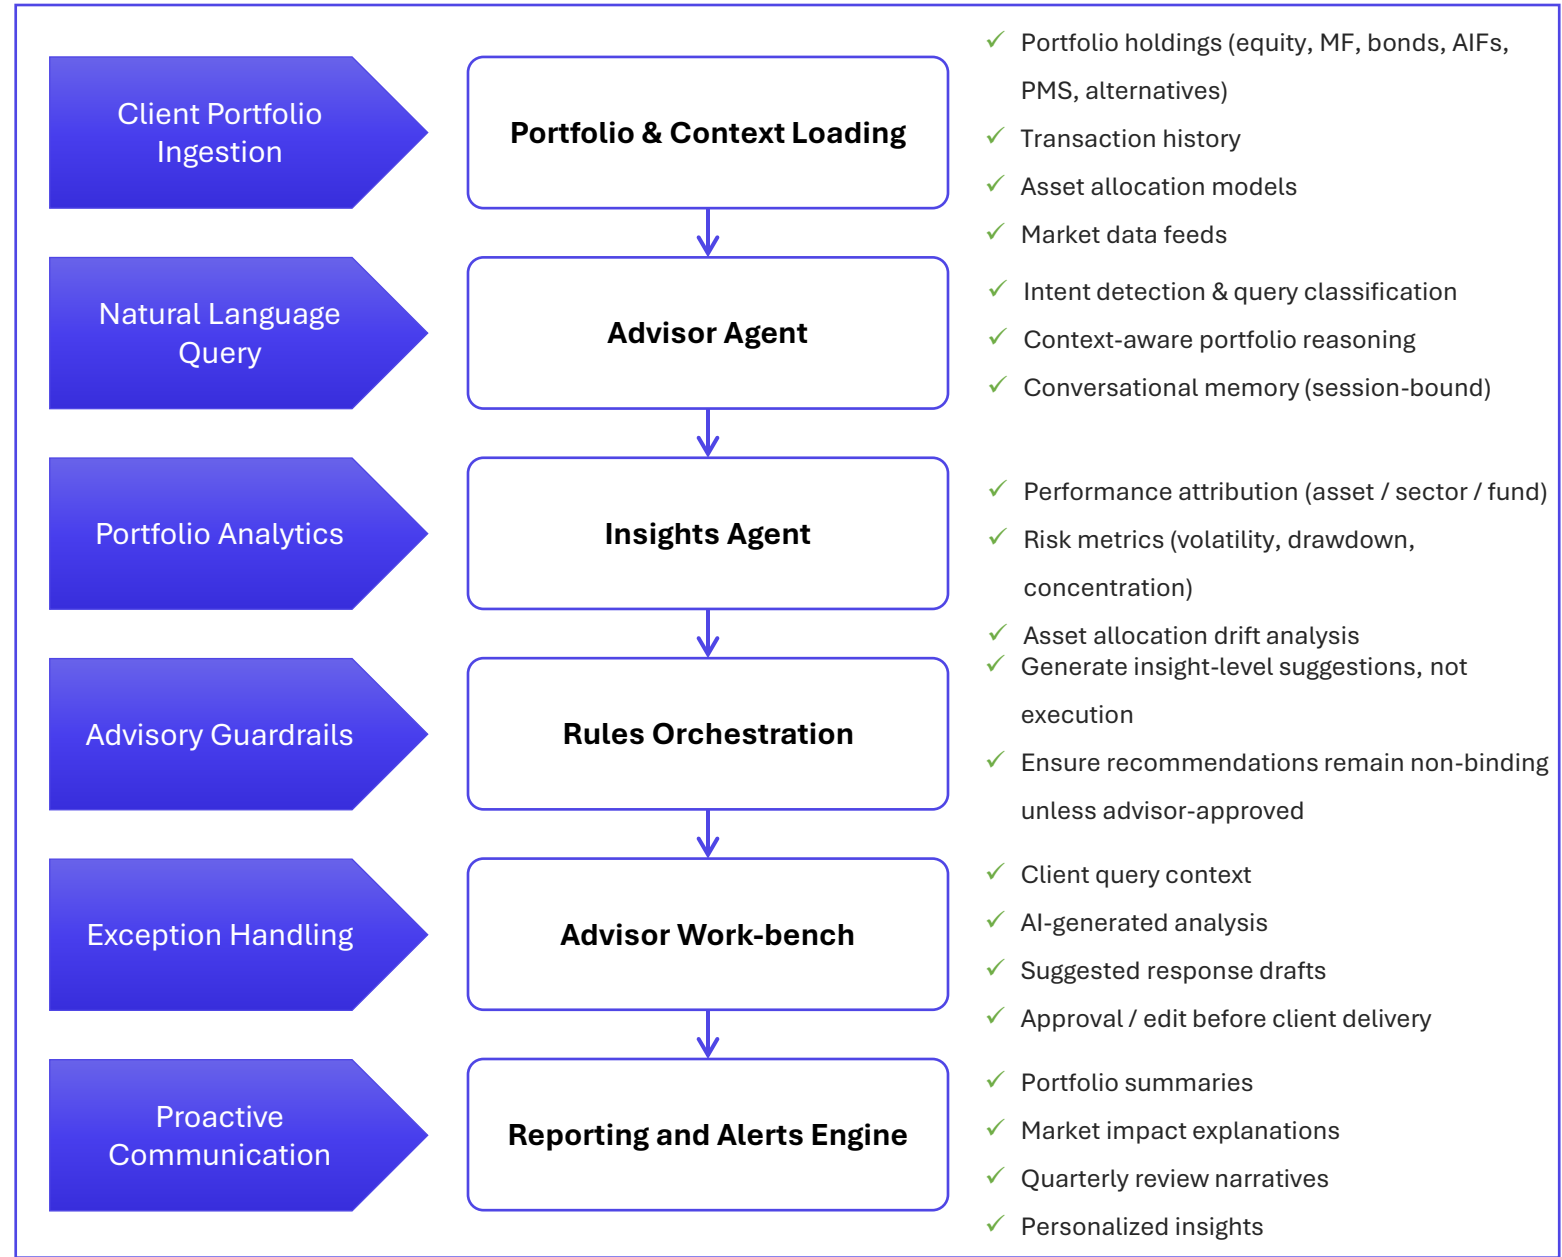 Client Portfolio
Ingestion
Portfolio & Context Loading
✓ Portfolio holdings (equity, MF, bonds, AIFs,
PMS, alternatives)
✓ Transaction history
✓ Asset allocation models
✓ Market data feeds
Natural Language
Query
Advisor Agent
✓ Intent detection & query classification
✓ Context-aware portfolio reasoning
✓ Conversational memory (session-bound)
Portfolio Analytics
Insights Agent
✓ Performance attribution (asset / sector / fund)
✓ Risk metrics (volatility, drawdown,
concentration)
✓ Asset allocation drift analysis
Advisory Guardrails
Rules Orchestration
✓ Generate insight-level suggestions, not
execution
✓ Ensure recommendations remain non-binding
unless advisor-approved
Exception Handling
Advisor Work-bench
✓ Client query context
✓ AI-generated analysis
✓ Suggested response drafts
✓ Approval / edit before client delivery
Proactive
Communication
Reporting and Alerts Engine
✓ Portfolio summaries
✓ Market impact explanations
✓ Quarterly review narratives
✓ Personalized insights